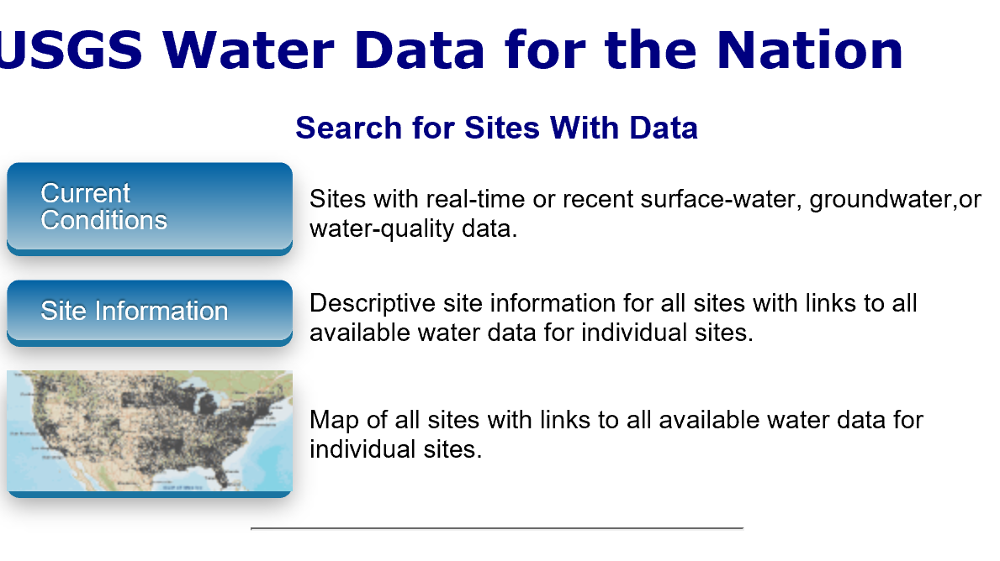 USGS Water Data for the Nation
Search for Sites With Data
Current
Conditions
Sites with real-time or recent surface-water, groundwater,or
water-quality data.
Site Information
Descriptive site information for all sites with links to all
available water data for individual sites.
Map of all sites with links to all available water data for
individual sites.